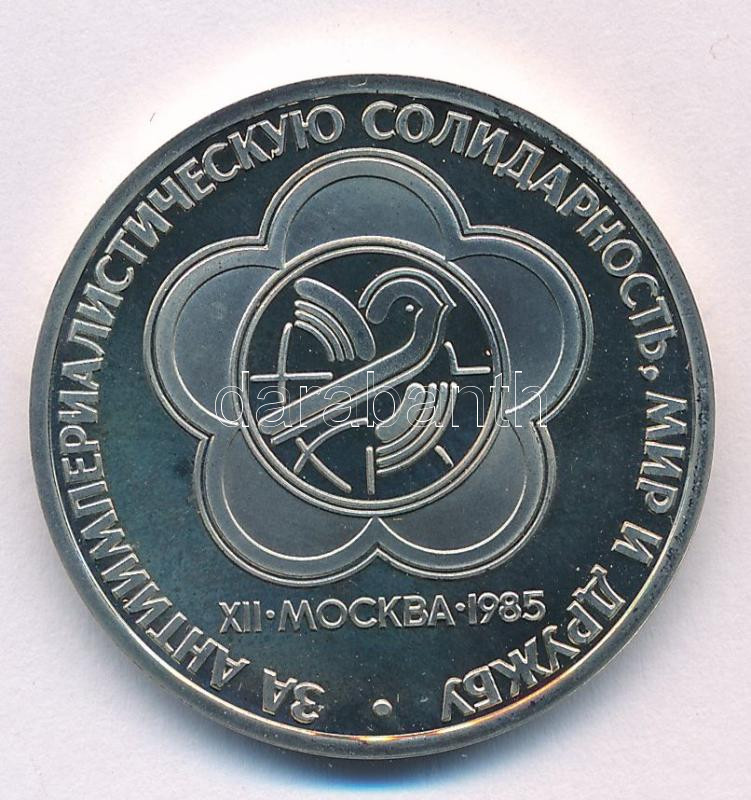 ЗА АНТИИМПЕРИАЛИСТИЧЕСКУЮ СОЛИДАРНОСТЬ, МИР И ДРУЖБУ •
XII•МОСКВА•1985
darabanth